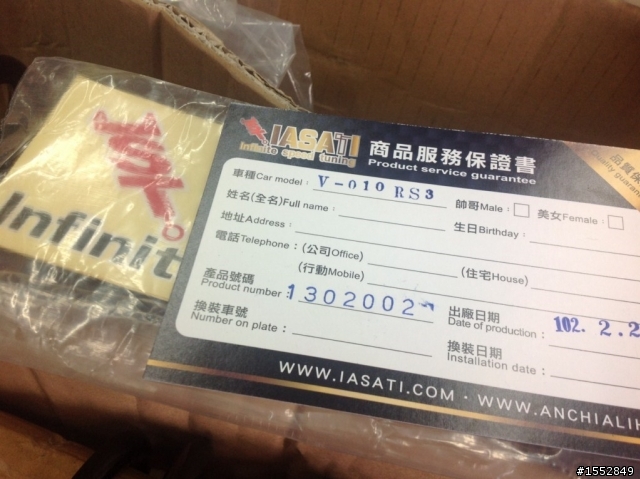 Infinit
IASATI
Infinite speed tuning
商品服務保證書
Product service guarantee
車種Car model: V-010 RS3
帥哥Male: 美女Female:
姓名(全名)Full name:
生日Birthday:
地址Address:
電話Telephone: (公司Office)
(行動Mobile) (住宅House)
產品號碼
Product number: 1302002
出廠日期
Date of production: 102. 2. 2
換裝車號
Number on plate:
換裝日期
Installation date:
WWW.IASATI.COM · WWW.ANCHIALIH
#1552849